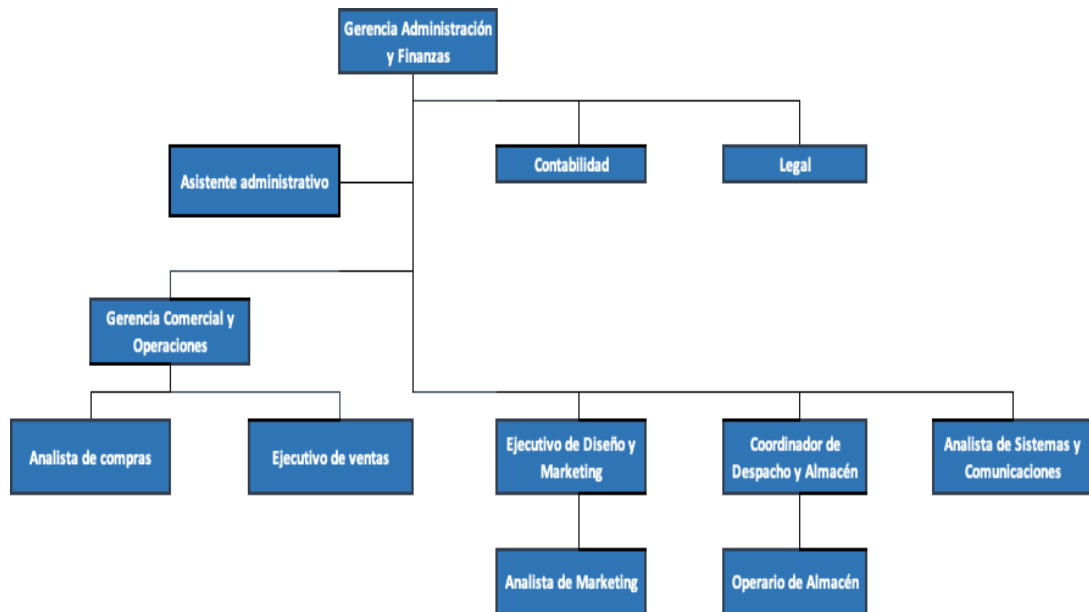 Gerencia Administración
y Finanzas
Contabilidad
Legal
Asistente administrativo
Gerencia Comercial y
Operaciones
Analista de compras
Ejecutivo de ventas
Ejecutivo de Diseño y
Marketing
Coordinador de
Despacho y Almacén
Analista de Sistemas y
Comunicaciones
Analista de Marketing
Operario de Almacén